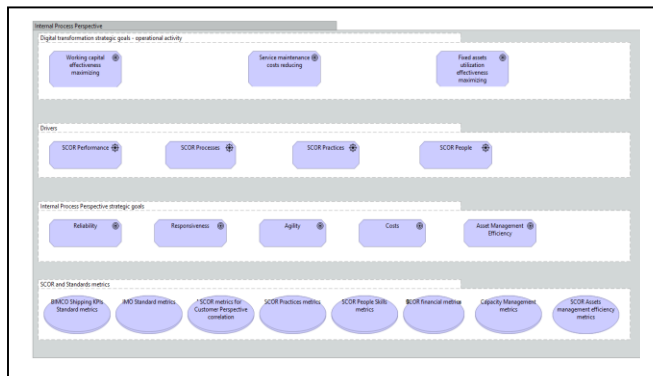 Internal Process Perspective
Digital transformation strategic goals - operational activity
Working capital
effectiveness
maximizing
Service maintenance
costs reducing
Fixed assets
utilization
effectiveness
maximizing
Drivers
SCOR Performance
SCOR Processes
SCOR Practices
SCOR People
Internal Process Perspective strategic goals
Reliability
Responsiveness
Agility
Costs
Asset Management
Efficiency
SCOR and Standards metrics
BIMCO Shipping KPIs
Standard metrics
IMO Standard metrics
SCOR metrics for
Customer Perspective
correlation
SCOR Practices metrics
SCOR People Skills
metrics
SCOR financial metrics
Capacity Management
metrics
SCOR Assets
management efficiency
metrics